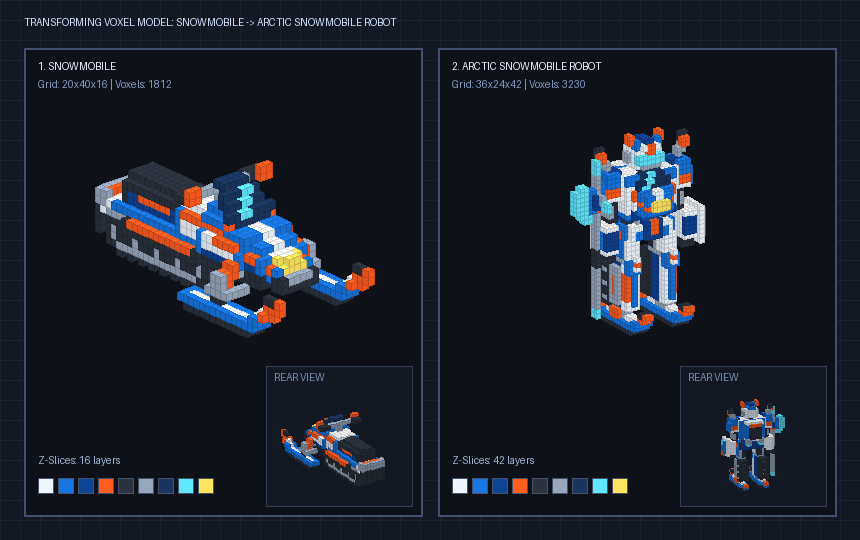 TRANSFORMING VOXEL MODEL: SNOWMOBILE -> ARCTIC SNOWMOBILE ROBOT
1. SNOWMOBILE
Grid: 20x40x16 | Voxels: 1812
REAR VIEW
Z-Slices: 16 layers
2. ARCTIC SNOWMOBILE ROBOT
Grid: 36x24x42 | Voxels: 3230
REAR VIEW
Z-Slices: 42 layers